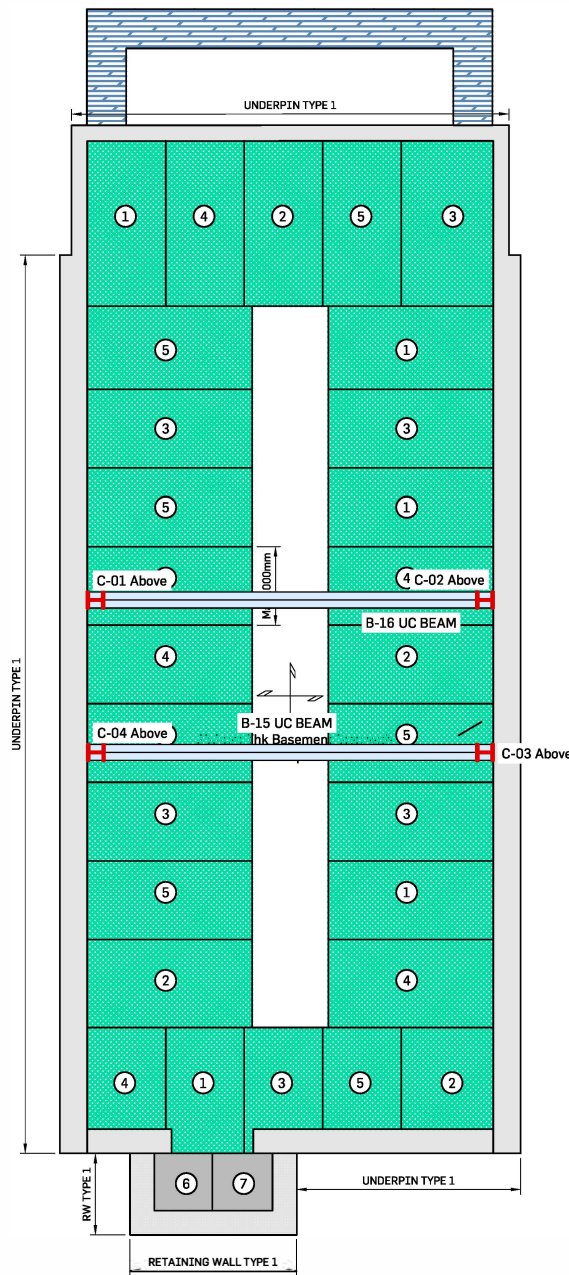 UNDERPIN TYPE 1
1 4 2 5 3
5 1
3 3
5 1
C-01 Above
4 C-02 Above
000mm
B-16 UC BEAM
4 2
UNDERPIN TYPE 1
B-15 UC BEAM
C-04 Above
5
Basement
C-03 Above
3 3
5 1
2 4
4 1 3 5 2
6 7
RW TYPE 1
UNDERPIN TYPE 1
RETAINING WALL TYPE 1